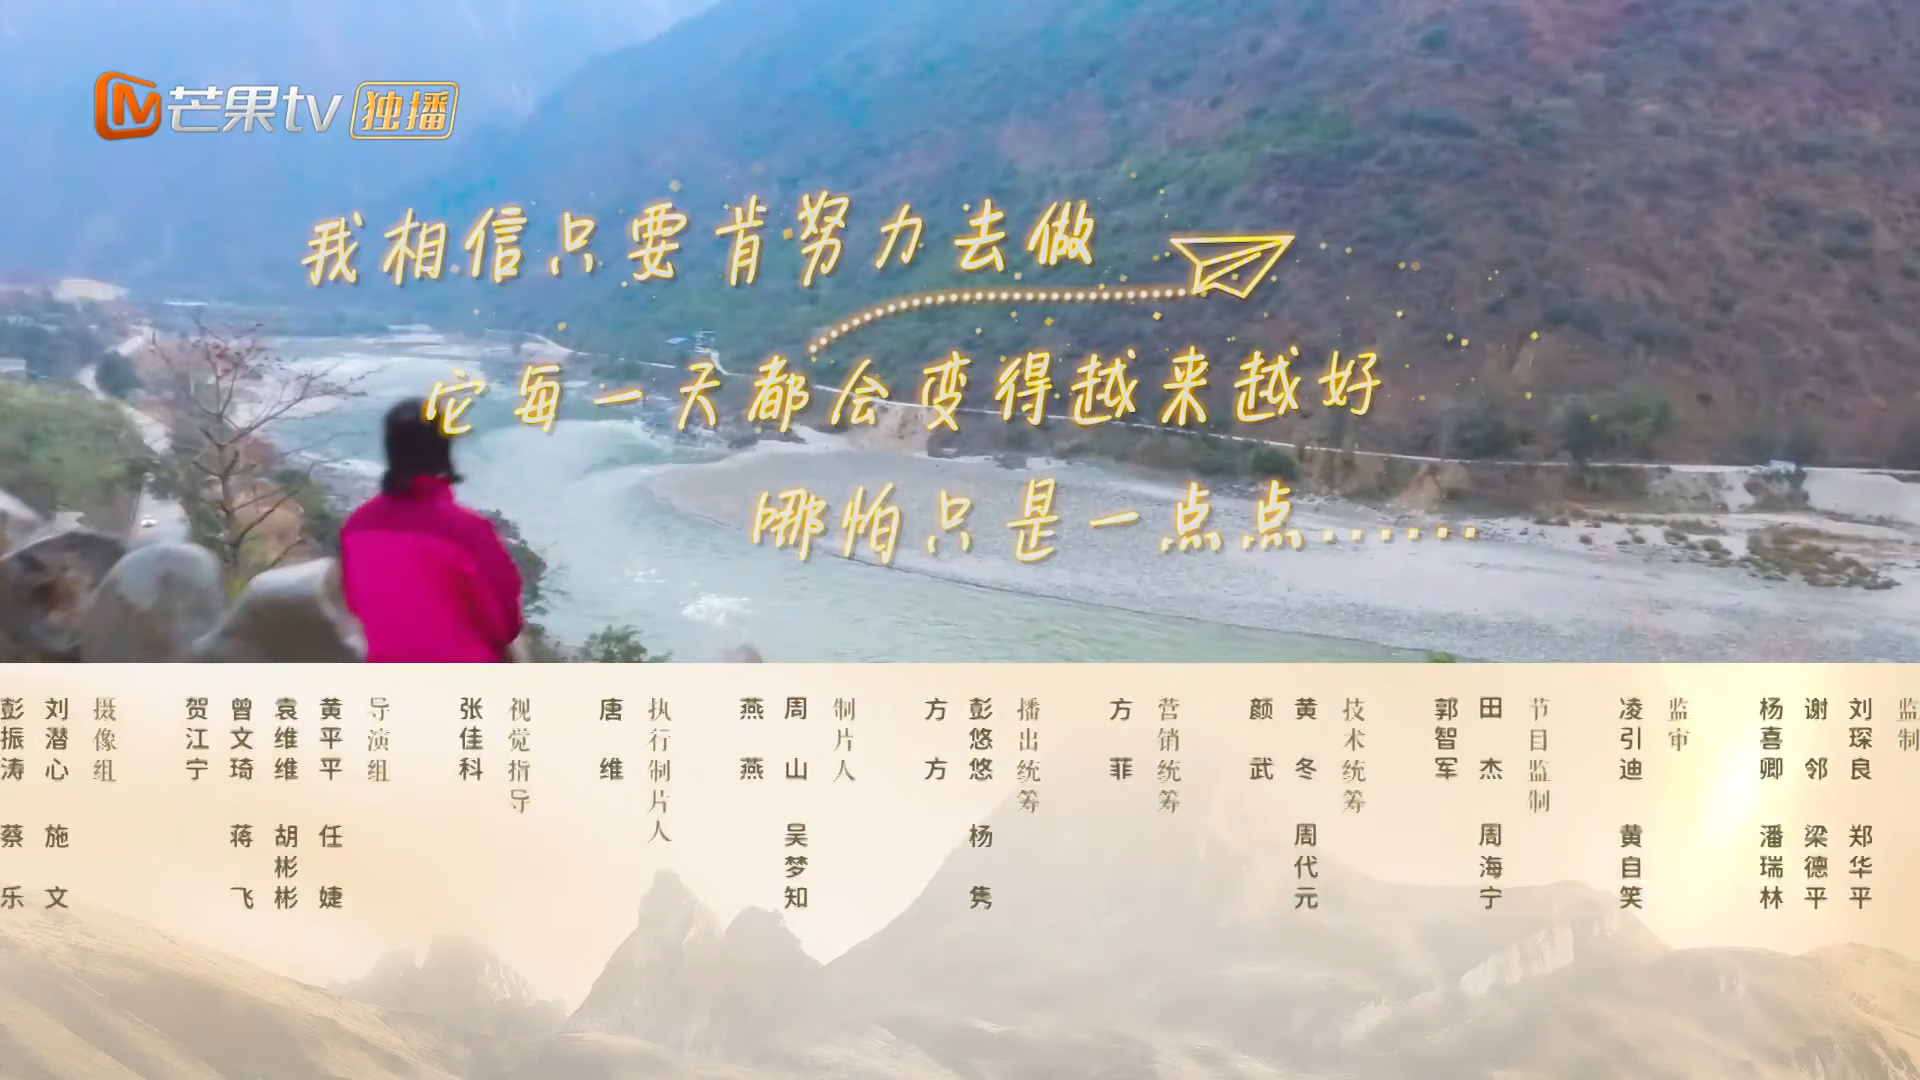 芒果tv 独播
我相信只要肯努力去做
它每一天都会变得越来越好
哪怕只是一点点......
监制
刘琛良 郑华平
谢邻 梁德平
杨喜卿 潘瑞林
监审
凌引迪 黄自笑
节目监制
田杰 周海宁
郭智军
技术统筹
黄冬 周代元
颜武
营销统筹
方菲
播出统筹
彭悠悠 杨隽
方方
制片人
周山 吴梦知
燕燕
执行制片人
唐维
视觉指导
张佳科
导演组
黄平平 任婕
袁维维 胡彬彬
曾文琦 蒋飞
贺江宁
摄像组
刘潜心 施文
彭振涛 蔡乐